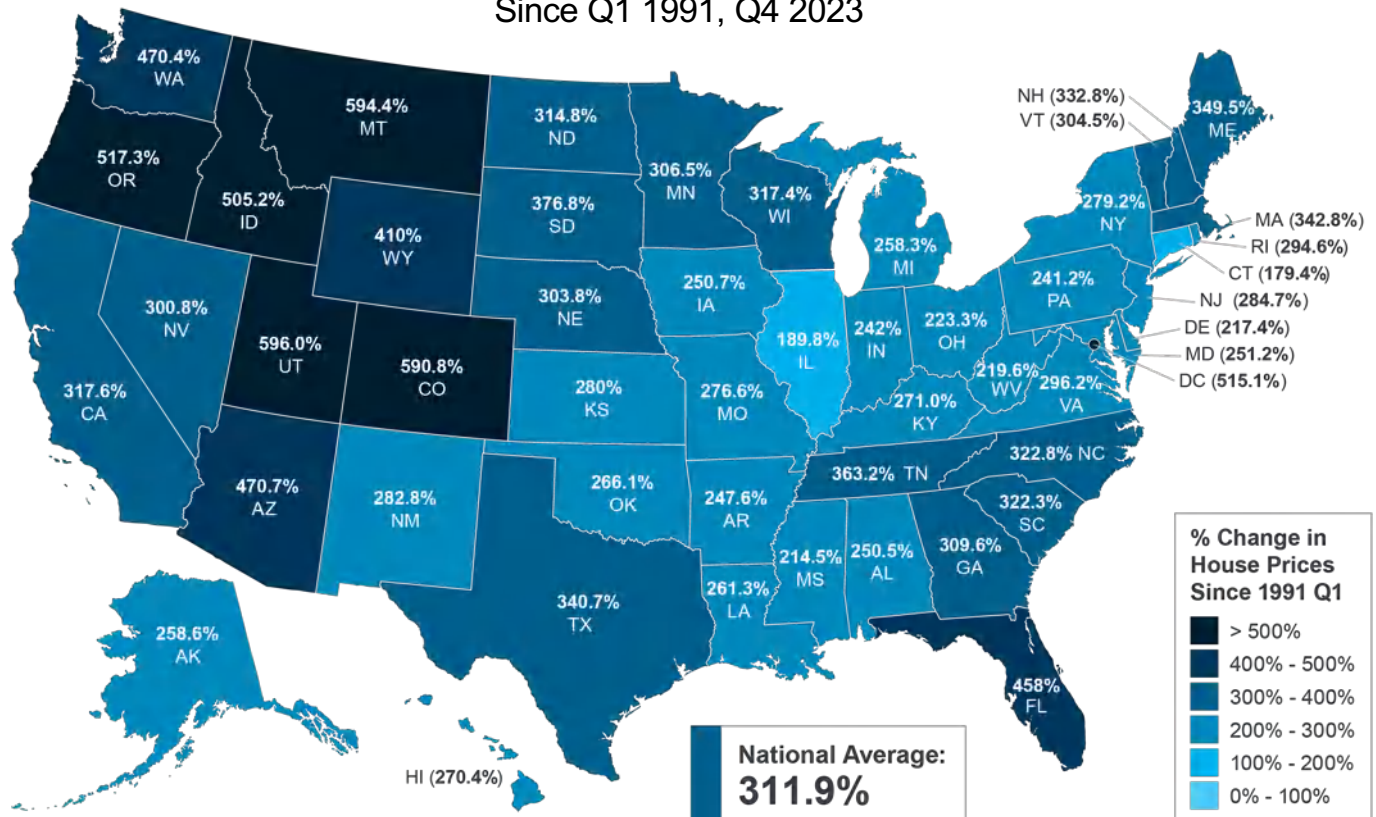 Since Q1 1991, Q4 2023
470.4%
WA
594.4%
MT
314.8%
ND
306.5%
MN
317.4%
WI
258.3%
MI
NH (332.8%)
VT (304.5%)
349.5%
ME
279.2%
NY
MA (342.8%)
RI (294.6%)
CT (179.4%)
NJ (284.7%)
DE (217.4%)
MD (251.2%)
DC (515.1%)
517.3%
OR
505.2%
ID
410%
WY
376.8%
SD
303.8%
NE
250.7%
IA
189.8%
IL
242%
IN
223.3%
OH
241.2%
PA
219.6%
WV
296.2%
VA
271.0%
KY
317.6%
CA
300.8%
NV
596.0%
UT
590.8%
CO
280%
KS
276.6%
MO
363.2% TN
322.8% NC
322.3%
SC
470.7%
AZ
282.8%
NM
266.1%
OK
247.6%
AR
214.5%
MS
250.5%
AL
309.6%
GA
340.7%
TX
261.3%
LA
458%
FL
258.6%
AK
HI (270.4%)
National Average:
311.9%
% Change in
House Prices
Since 1991 Q1
> 500%
400% - 500%
300% - 400%
200% - 300%
100% - 200%
0% - 100%